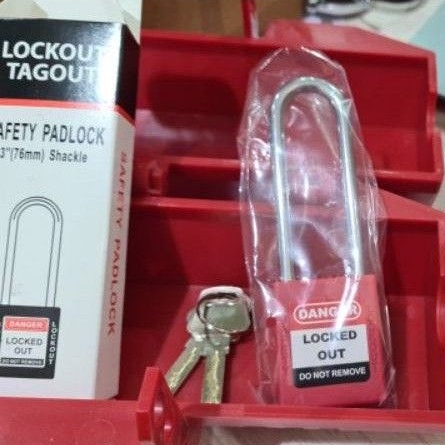 LOCKOUT
TAGOUT
AFETY PADLOCK
3"(76mm) Shackle
SAFETY PADLOCK
DANGER
LOCKED
OUT
DO NOT REMOVE
LOCKOUT
DANGER
LOCKED
OUT
DO NOT REMOVE